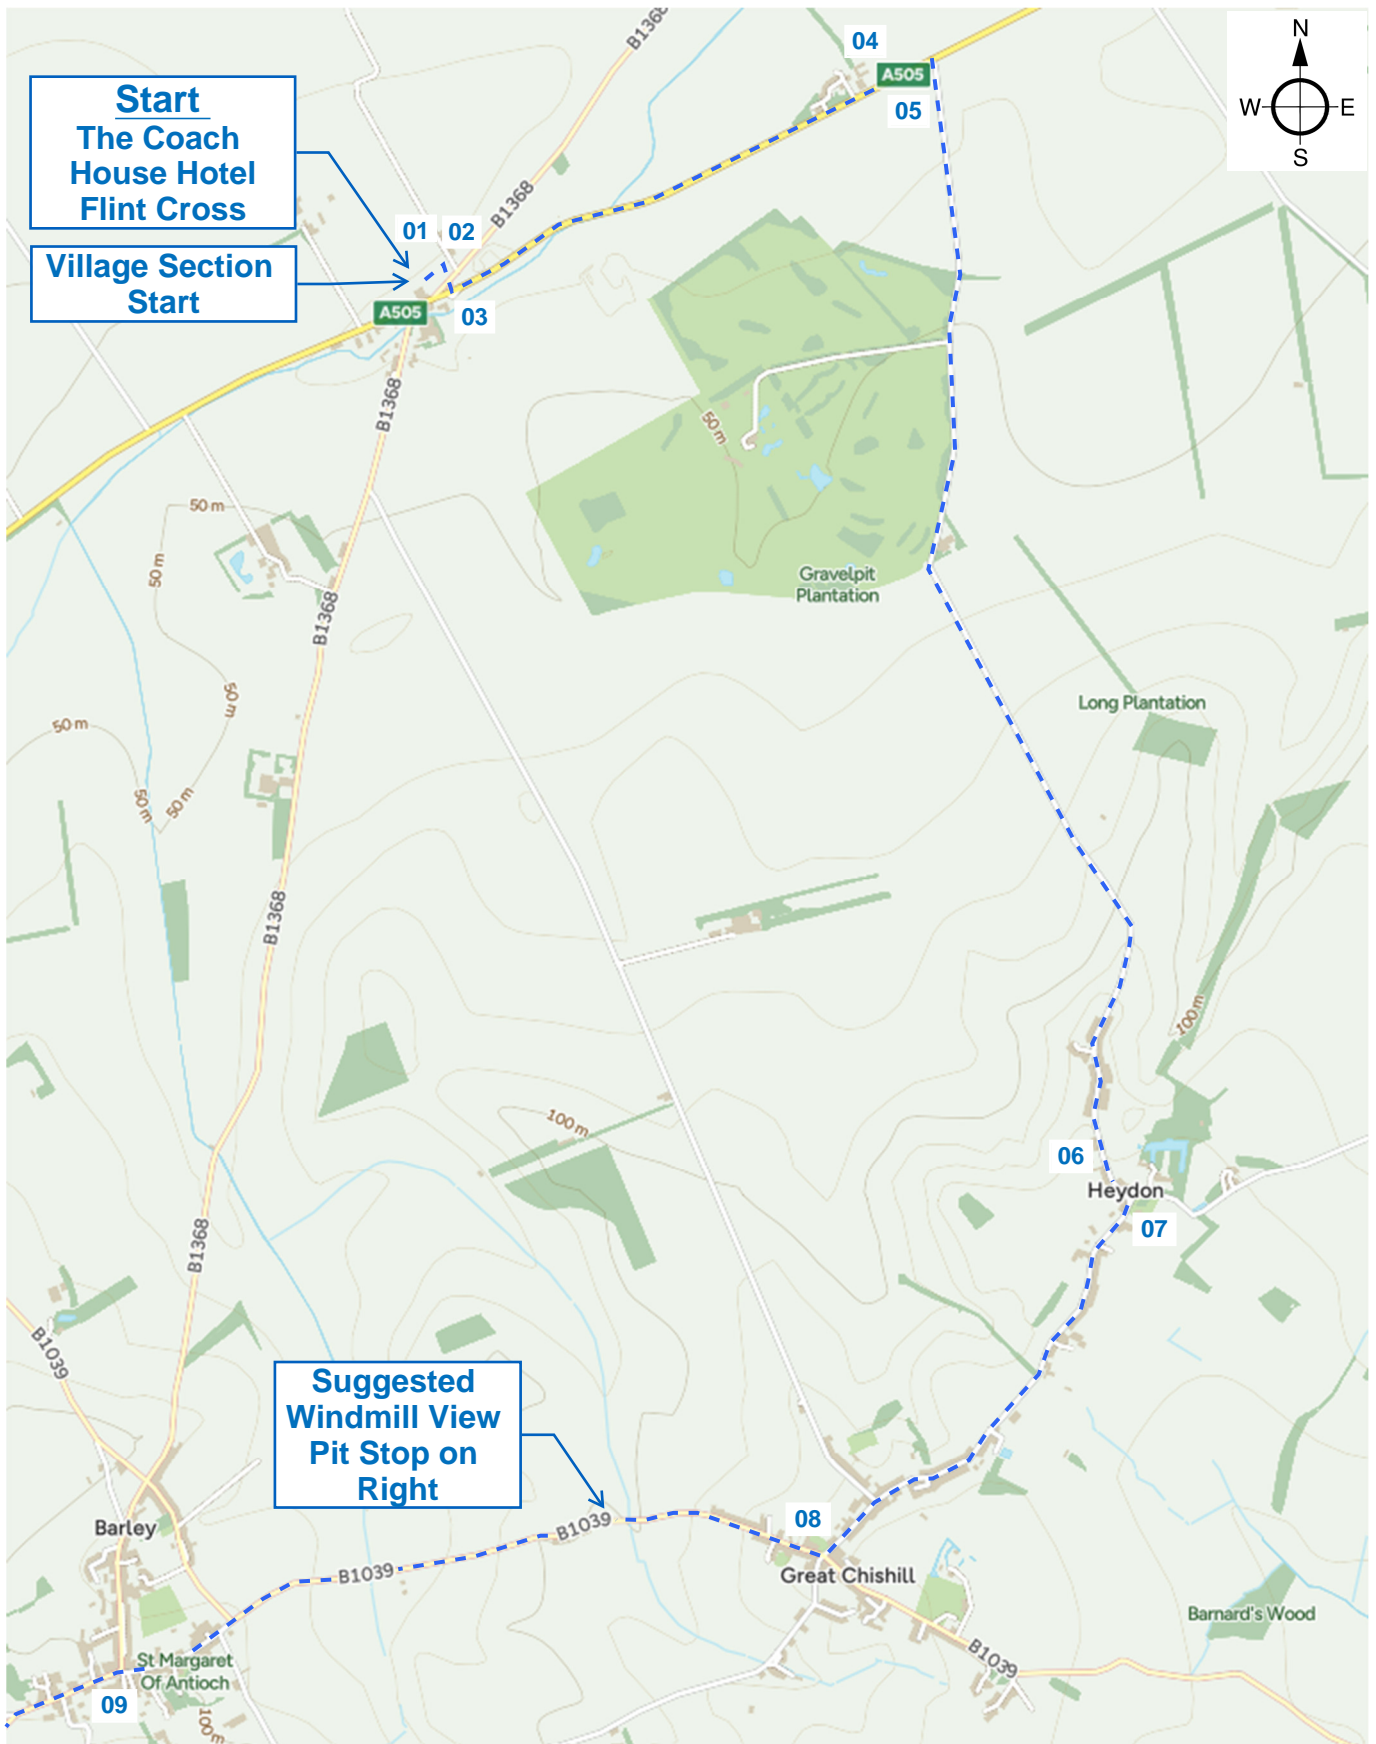 B1368
04
N
A505
W
E
Start
The Coach
House Hotel
Flint Cross
05
S
B1368
01
02
Village Section
Start
A505
03
B1368
50 m
50 m
50 m
Gravelpit
Plantation
B1368
50 m
Long Plantation
50 m
50 m
50 m
B1368
100 m
100 m
06
Heydon
07
B1368
B1039
Suggested
Windmill View
Pit Stop on
Right
Barley
B1039
08
B1039
Great Chishill
Barnard's Wood
B1039
St Margaret
Of Antioch
09
100 m